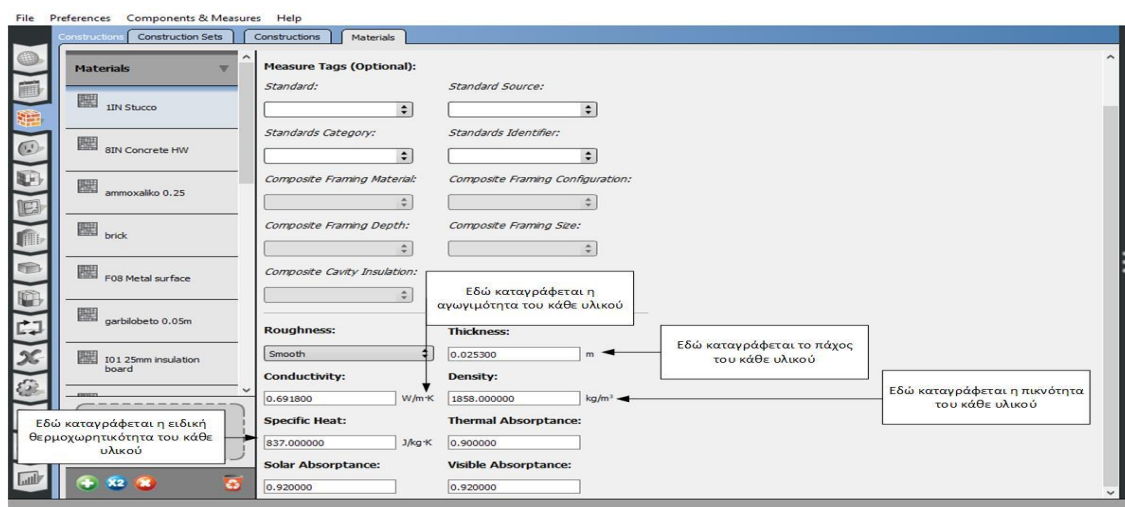 File Preferences Components & Measures Help
Constructions Construction Sets Constructions Materials
Materials
1IN Stucco
8IN Concrete HW
ammoxaliko 0.25
brick
F08 Metal surface
garbilobeto 0.05m
I01 25mm insulation
board
Measure Tags (Optional):
Standard: Standard Source:
Standards Category: Standards Identifier:
Composite Framing Material: Composite Framing Configuration:
Composite Framing Depth: Composite Framing Size:
Composite Cavity Insulation:
Εδώ καταγράφεται η
αγωγιμότητα του κάθε υλικού
Roughness: Thickness:
Smooth 0.025300 m
Εδώ καταγράφεται το πάχος
του κάθε υλικού
Conductivity: Density:
0.691800 W/m·K 1858.000000 kg/m³
Εδώ καταγράφεται η πικνότητα
του κάθε υλικού
Specific Heat: Thermal Absorptance:
837.000000 J/kg·K 0.900000
Εδώ καταγράφεται η ειδική
θερμοχωρητικότητα του κάθε
υλικού
Solar Absorptance: Visible Absorptance:
0.920000 0.920000
X2